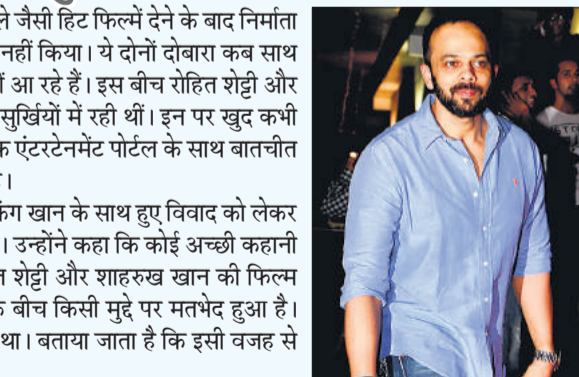 ले जैसी हिट फिल्में देने के बाद निर्माता
नहीं किया। ये दोनों दोबारा कब साथ
आ रहे हैं। इस बीच रोहित शेट्टी और
सुर्खियों में रही थीं। इन पर खुद कभी
क एंटरटेनमेंट पोर्टल के साथ बातचीत
।
खान के साथ हुए विवाद को लेकर
। उन्होंने कहा कि कोई अच्छी कहानी
शेट्टी और शाहरुख खान की फिल्म
के बीच किसी मुद्दे पर मतभेद हुआ है।
था। बताया जाता है कि इसी वजह से